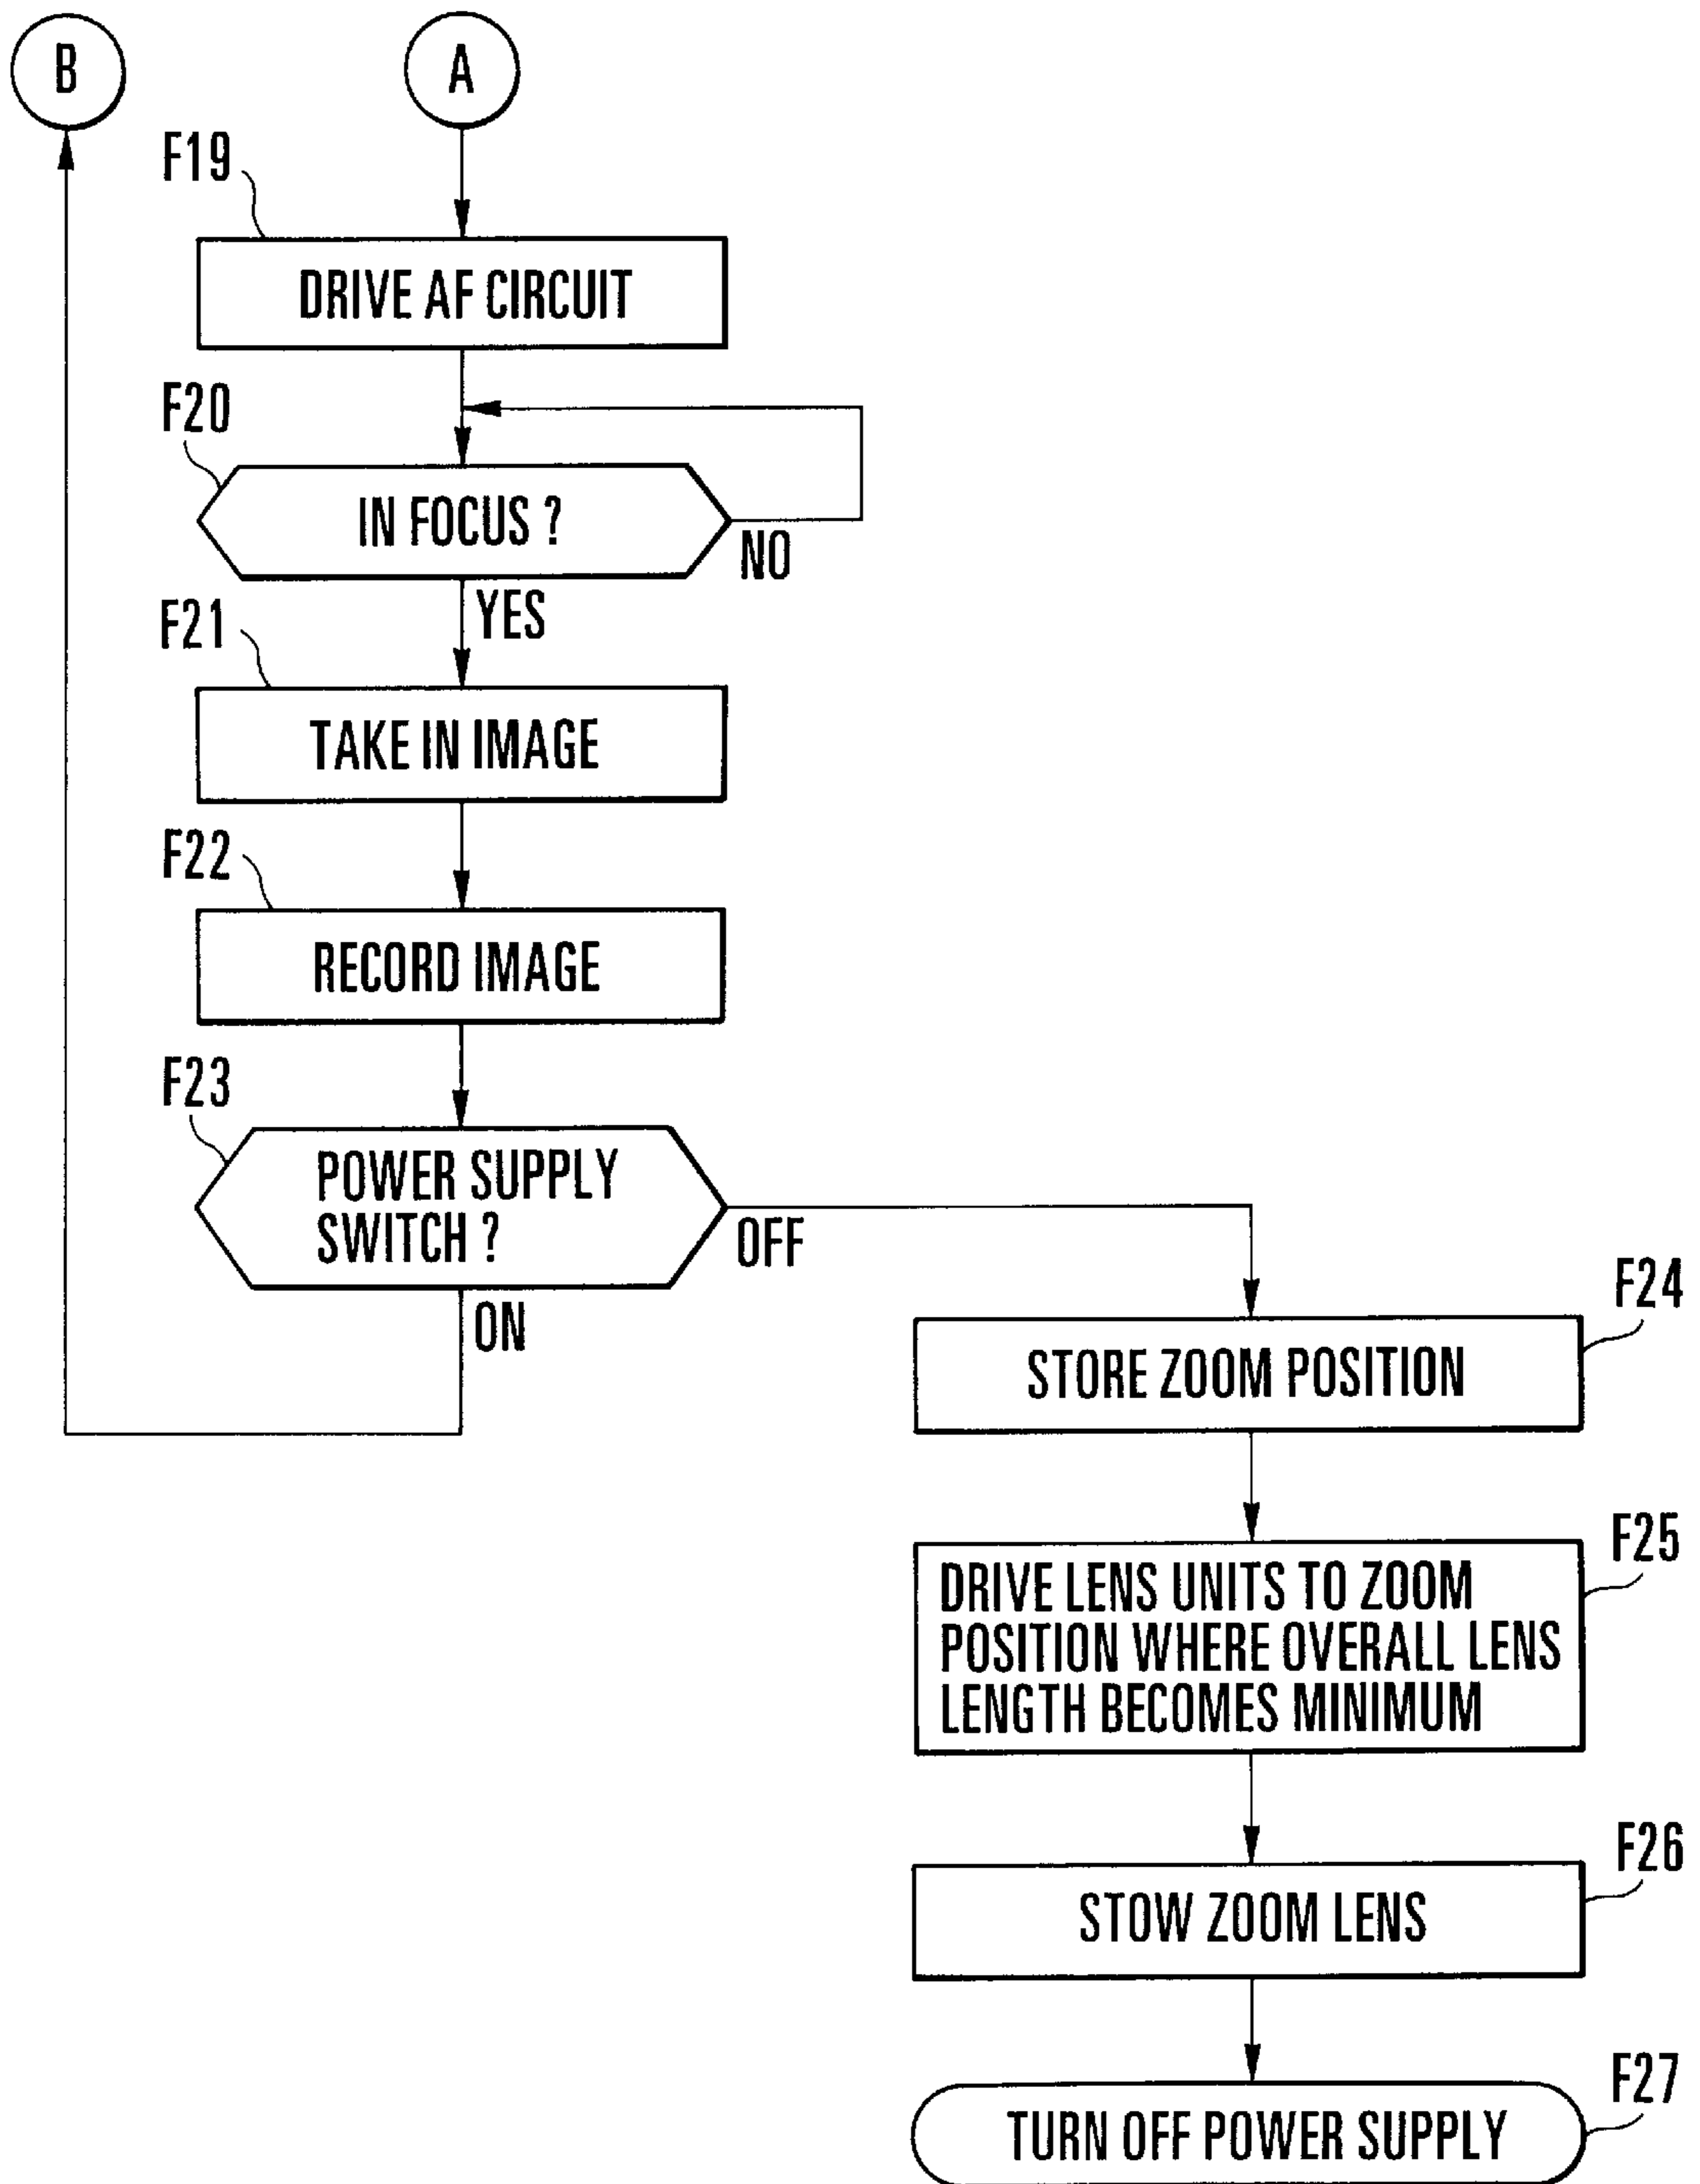 B
A
F19
DRIVE AF CIRCUIT
F20
IN FOCUS ?
NO
YES
F21
TAKE IN IMAGE
F22
RECORD IMAGE
F23
POWER SUPPLY
SWITCH ?
OFF
ON
F24
STORE ZOOM POSITION
F25
DRIVE LENS UNITS TO ZOOM
POSITION WHERE OVERALL LENS
LENGTH BECOMES MINIMUM
F26
STOW ZOOM LENS
F27
TURN OFF POWER SUPPLY